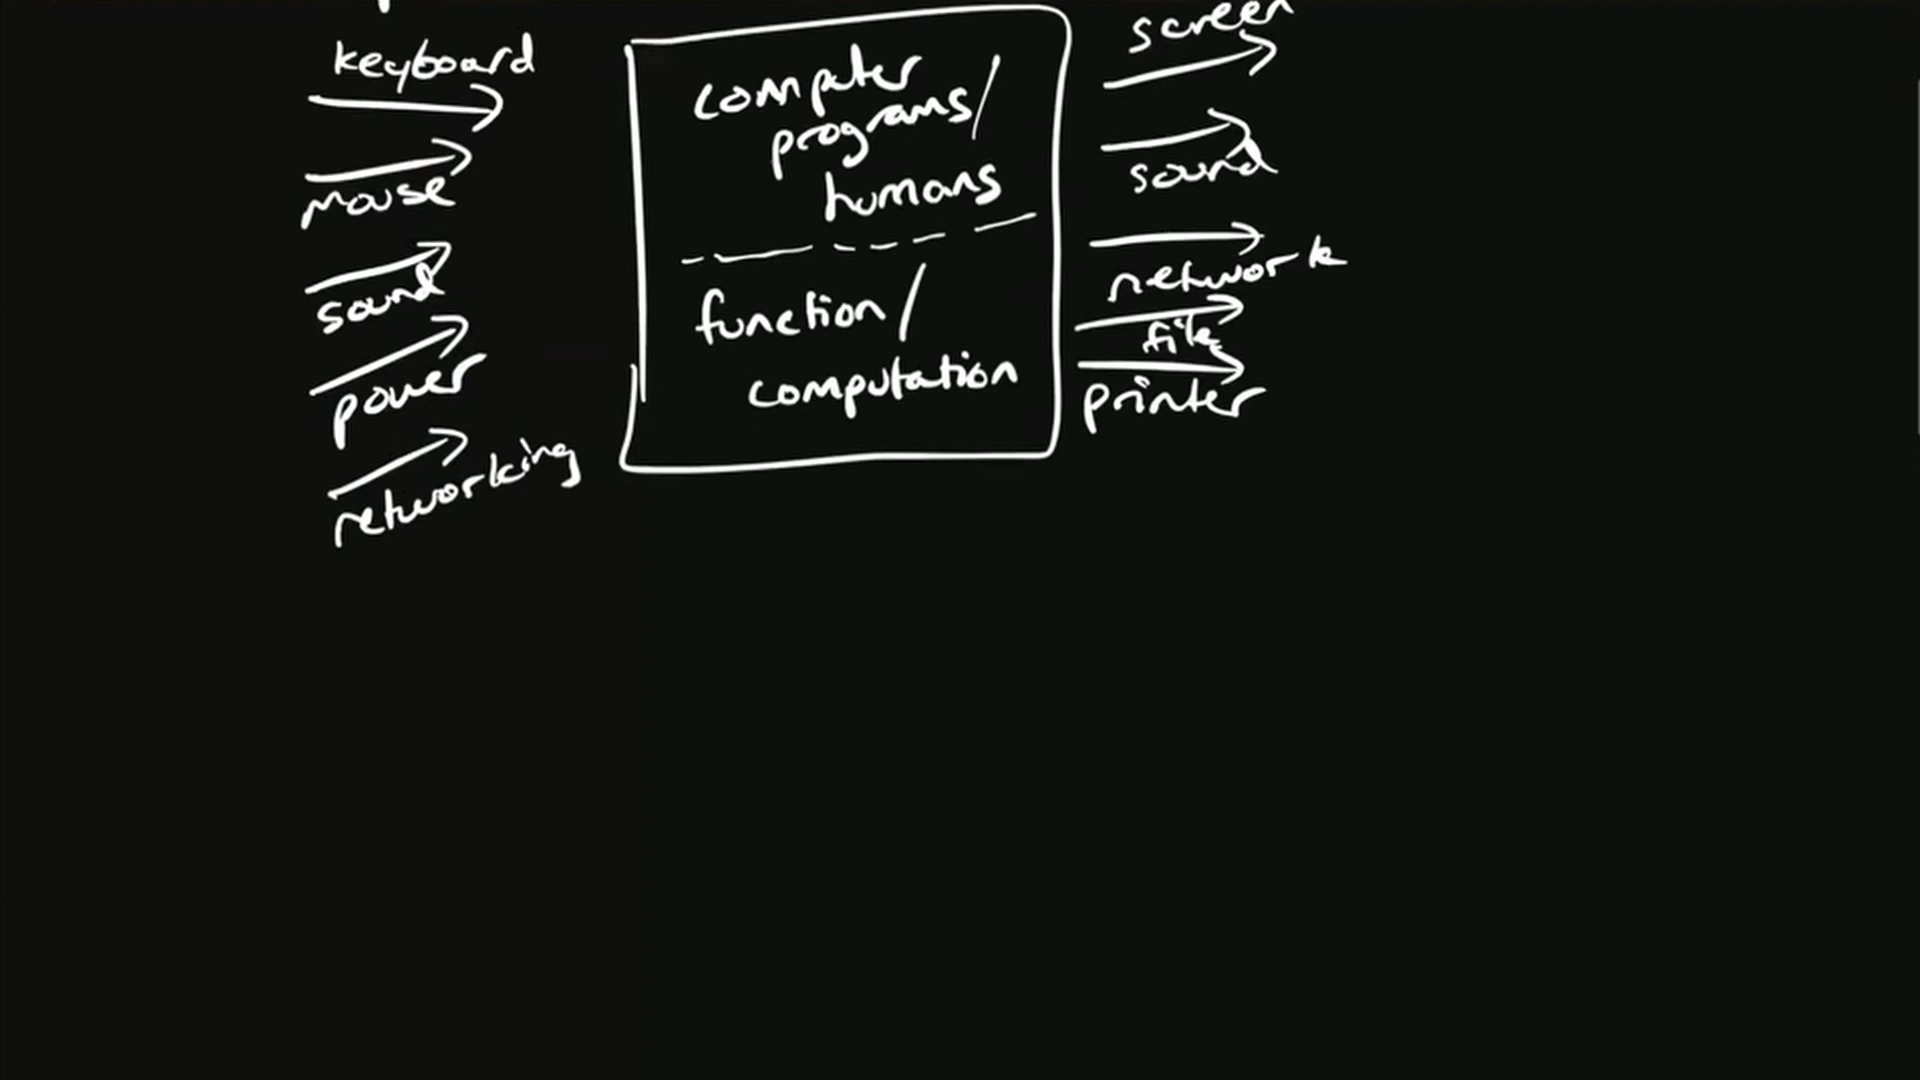 keyboard
mouse
sound
power
networking
computer
programs/
humans
function/
computation
screen
sound
network
file
printer